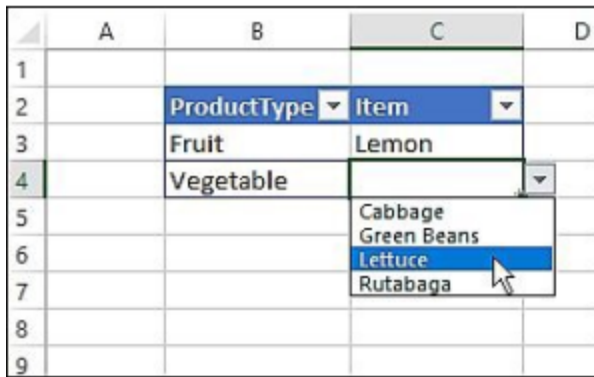 A B C D
1
2 ProductType Item
3 Fruit Lemon
4 Vegetable
5 Cabbage
Green Beans
6 Lettuce
7 Rutabaga
8
9